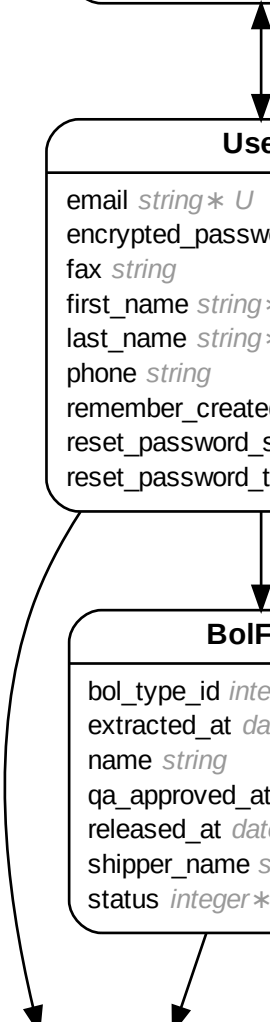 Use
email string∗ U
encrypted_passw
fax string
first_name string∗
last_name string∗
phone string
remember_create
reset_password_s
reset_password_t
BolF
bol_type_id inte
extracted_at da
name string
qa_approved_at
released_at date
shipper_name s
status integer∗